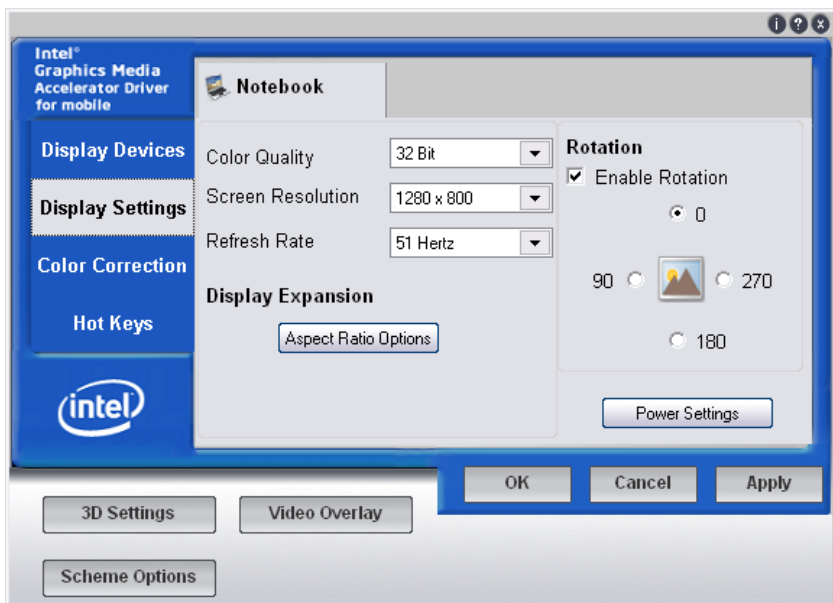 Intel®
Graphics Media
Accelerator Driver
for mobile
Notebook
Display Devices
Display Settings
Color Correction
Hot Keys
intel
Color Quality
32 Bit
Screen Resolution
1280 x 800
Refresh Rate
51 Hertz
Display Expansion
Aspect Ratio Options
Rotation
Enable Rotation
0
90
270
180
Power Settings
OK
Cancel
Apply
3D Settings
Video Overlay
Scheme Options